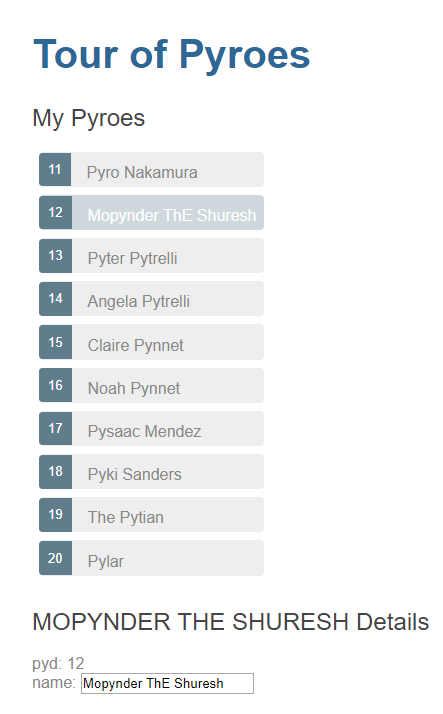 Tour of Pyroes
My Pyroes
11 Pyro Nakamura
12 Mopynder ThE Shuresh
13 Pyter Pytrelli
14 Angela Pytrelli
15 Claire Pynnet
16 Noah Pynnet
17 Pysaac Mendez
18 Pyki Sanders
19 The Pytian
20 Pylar
MOPYNDER THE SHURESH Details
pyd: 12
name: Mopynder ThE Shuresh